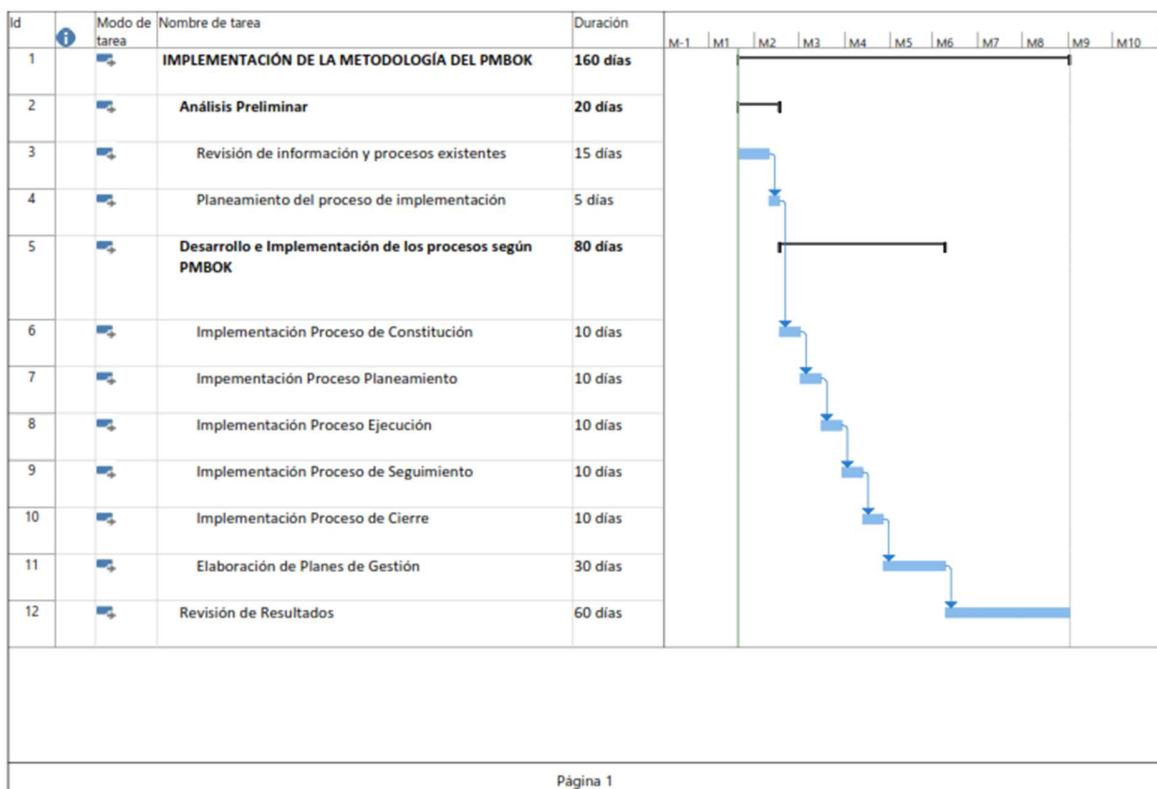 Id Modo de tarea Nombre de tarea Duración
M-1 M1 M2 M3 M4 M5 M6 M7 M8 M9 M10
1 IMPLEMENTACIÓN DE LA METODOLOGÍA DEL PMBOK 160 días
2 Análisis Preliminar 20 días
3 Revisión de información y procesos existentes 15 días
4 Planeamiento del proceso de implementación 5 días
5 Desarrollo e Implementación de los procesos según 80 días
PMBOK
6 Implementación Proceso de Constitución 10 días
7 Impementación Proceso Planeamiento 10 días
8 Implementación Proceso Ejecución 10 días
9 Implementación Proceso de Seguimiento 10 días
10 Implementación Proceso de Cierre 10 días
11 Elaboración de Planes de Gestión 30 días
12 Revisión de Resultados 60 días
Página 1